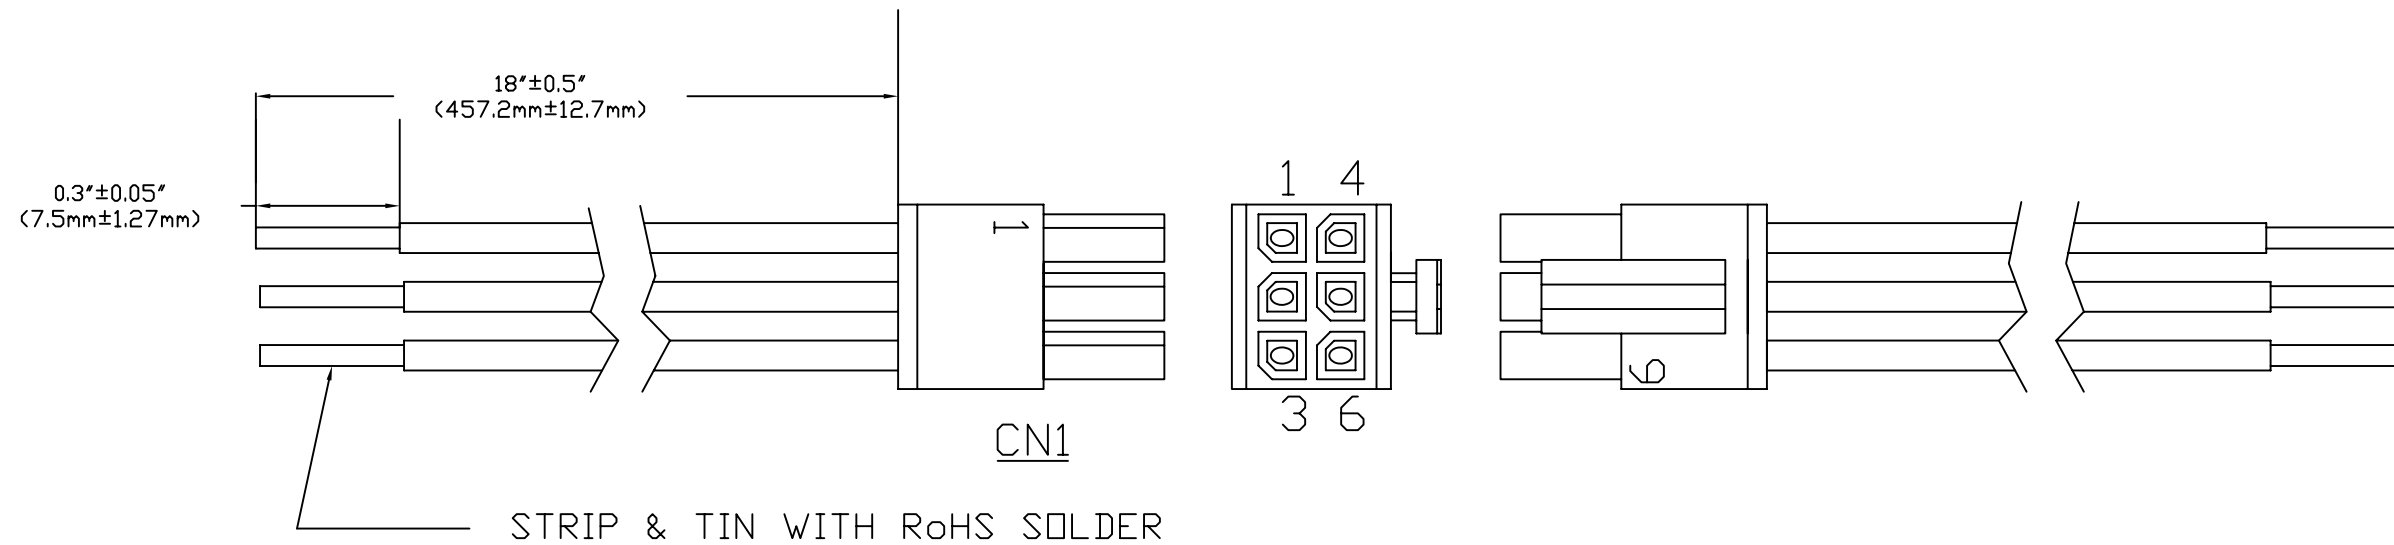 18"±0.5"
(457.2mm±12.7mm)
0.3"±0.05"
(7.5mm±1.27mm)
1 4
1
6
3 6
CN1
STRIP & TIN WITH RoHS SOLDER